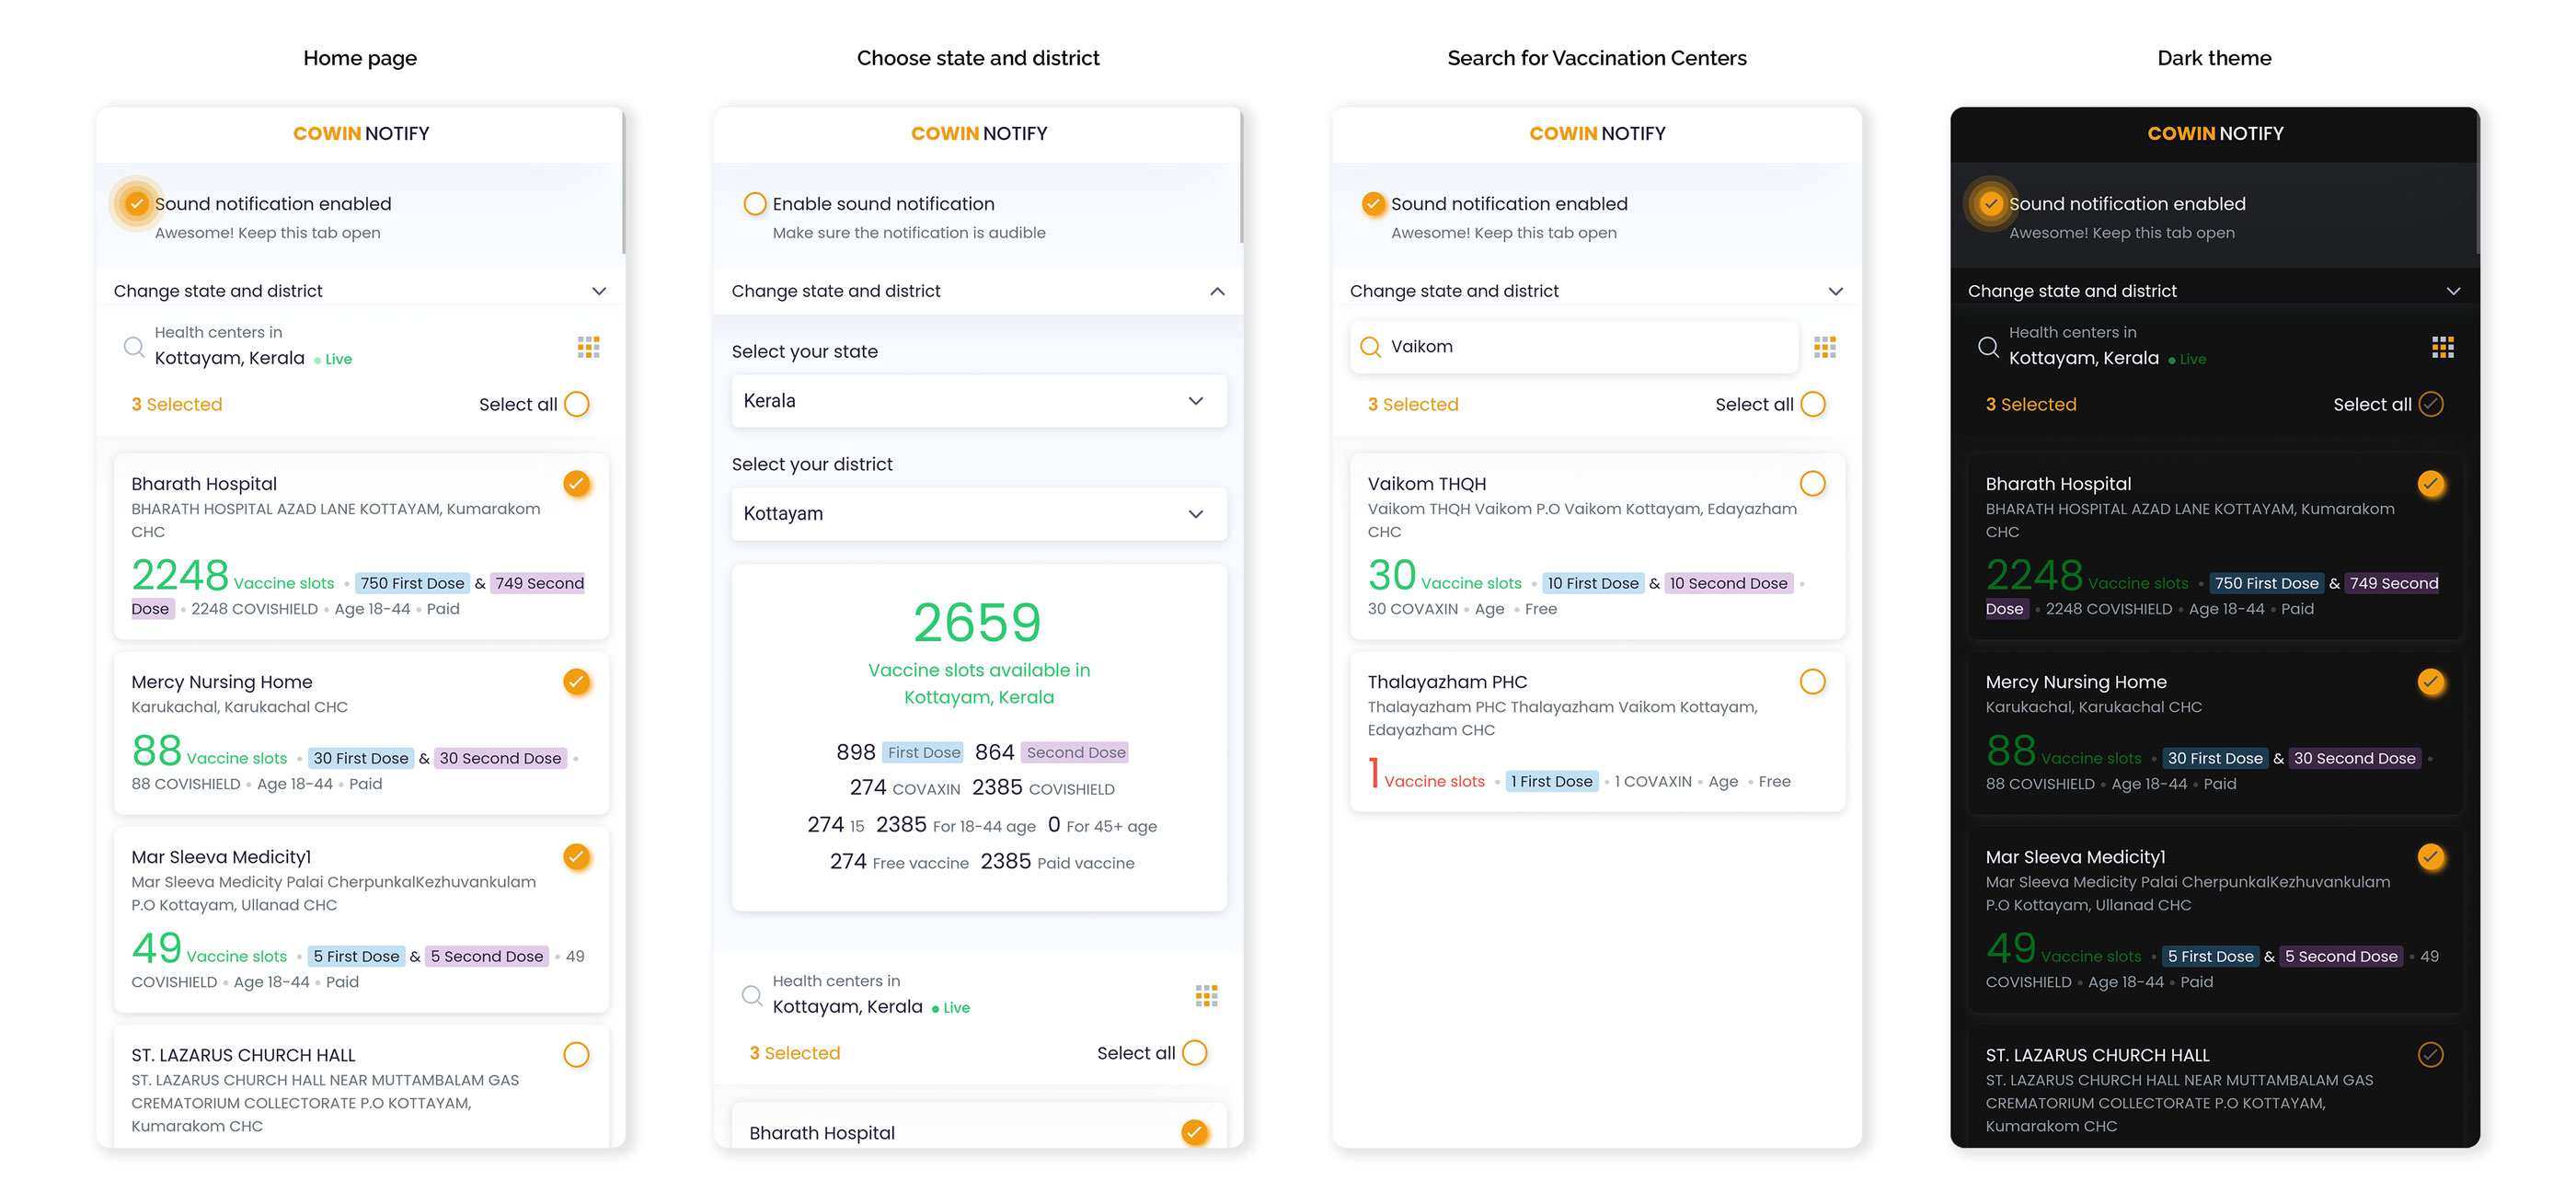 Home page
COWIN NOTIFY
Sound notification enabled
Awesome! Keep this tab open
Change state and district
Health centers in
Kottayam, Kerala • Live
3 Selected Select all
Bharath Hospital
BHARATH HOSPITAL AZAD LANE KOTTAYAM, Kumarakom
CHC
2248 Vaccine slots • 750 First Dose & 749 Second
Dose • 2248 COVISHIELD • Age 18-44 • Paid
Mercy Nursing Home
Karukachal, Karukachal CHC
88 Vaccine slots • 30 First Dose & 30 Second Dose •
88 COVISHIELD • Age 18-44 • Paid
Mar Sleeva Medicity1
Mar Sleeva Medicity Palai CherpunkalKezhuvankulam
P.O Kottayam, Ullanad CHC
49 Vaccine slots • 5 First Dose & 5 Second Dose • 49
COVISHIELD • Age 18-44 • Paid
ST. LAZARUS CHURCH HALL
ST. LAZARUS CHURCH HALL NEAR MUTTAMBALAM GAS
CREMATORIUM COLLECTORATE P.O KOTTAYAM,
Kumarakom CHC
Choose state and district
COWIN NOTIFY
Enable sound notification
Make sure the notification is audible
Change state and district
Select your state
Kerala
Select your district
Kottayam
2659
Vaccine slots available in
Kottayam, Kerala
898 First Dose 864 Second Dose
274 COVAXIN 2385 COVISHIELD
274 15 2385 For 18-44 age 0 For 45+ age
274 Free vaccine 2385 Paid vaccine
Health centers in
Kottayam, Kerala • Live
3 Selected Select all
Bharath Hospital
Search for Vaccination Centers
COWIN NOTIFY
Sound notification enabled
Awesome! Keep this tab open
Change state and district
Vaikom
3 Selected Select all
Vaikom THQH
Vaikom THQH Vaikom P.O Vaikom Kottayam, Edayazham
CHC
30 Vaccine slots • 10 First Dose & 10 Second Dose •
30 COVAXIN • Age • Free
Thalayazham PHC
Thalayazham PHC Thalayazham Vaikom Kottayam,
Edayazham CHC
1 Vaccine slots • 1 First Dose • 1 COVAXIN • Age • Free
Dark theme
COWIN NOTIFY
Sound notification enabled
Awesome! Keep this tab open
Change state and district
Health centers in
Kottayam, Kerala • Live
3 Selected Select all
Bharath Hospital
BHARATH HOSPITAL AZAD LANE KOTTAYAM, Kumarakom
CHC
2248 Vaccine slots • 750 First Dose & 749 Second
Dose • 2248 COVISHIELD • Age 18-44 • Paid
Mercy Nursing Home
Karukachal, Karukachal CHC
88 Vaccine slots • 30 First Dose & 30 Second Dose •
88 COVISHIELD • Age 18-44 • Paid
Mar Sleeva Medicity1
Mar Sleeva Medicity Palai CherpunkalKezhuvankulam
P.O Kottayam, Ullanad CHC
49 Vaccine slots • 5 First Dose & 5 Second Dose • 49
COVISHIELD • Age 18-44 • Paid
ST. LAZARUS CHURCH HALL
ST. LAZARUS CHURCH HALL NEAR MUTTAMBALAM GAS
CREMATORIUM COLLECTORATE P.O KOTTAYAM,
Kumarakom CHC